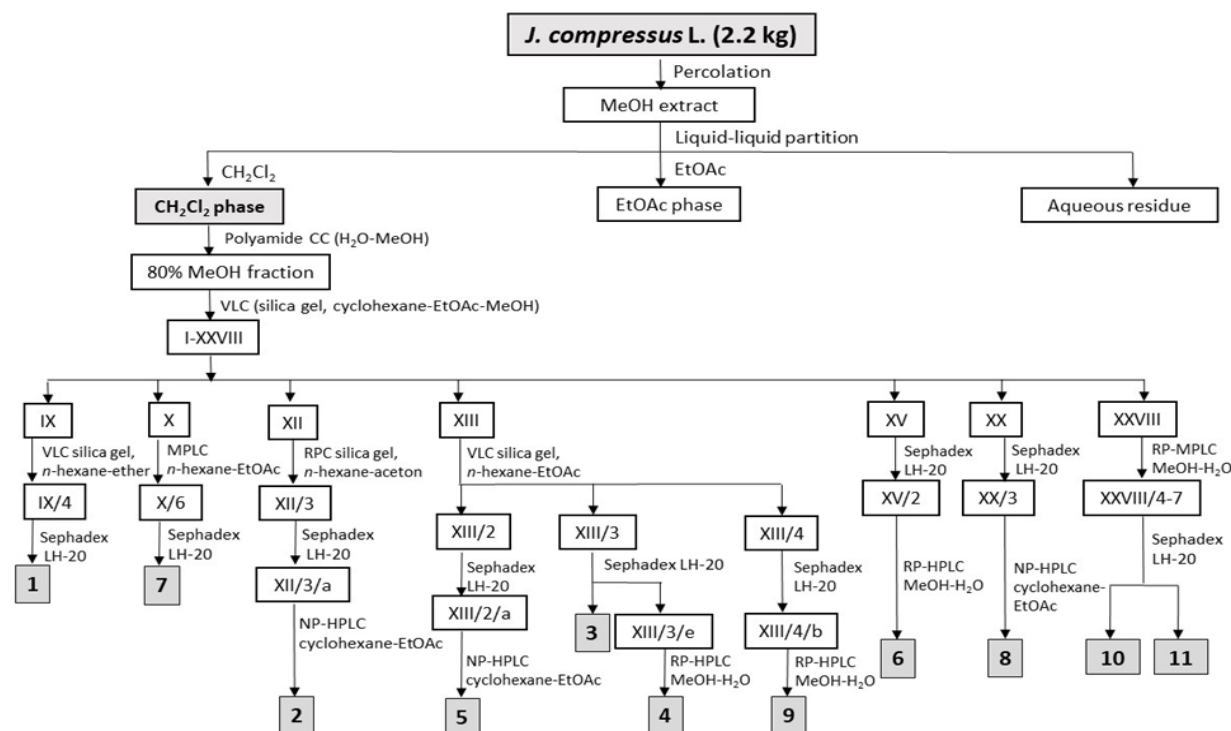 J. compressus L. (2.2 kg)
Percolation
MeOH extract
Liquid-liquid partition
CH₂Cl₂
EtOAc
CH₂Cl₂ phase
EtOAc phase
Aqueous residue
Polyamide CC (H₂O-MeOH)
80% MeOH fraction
VLC (silica gel, cyclohexane-EtOAc-MeOH)
I-XXVIII
IX
X
XII
XIII
XV
XX
XXVIII
VLC silica gel,
n-hexane-ether
MPLC
n-hexane-EtOAc
RPC silica gel,
n-hexane-aceton
VLC silica gel,
n-hexane-EtOAc
Sephadex
LH-20
Sephadex
LH-20
RP-MPLC
MeOH-H₂O
IX/4
X/6
XII/3
XV/2
XX/3
XXVIII/4-7
XIII/2
XIII/3
XIII/4
Sephadex
LH-20
Sephadex
LH-20
Sephadex
LH-20
Sephadex
LH-20
Sephadex LH-20
Sephadex
LH-20
RP-HPLC
MeOH-H₂O
NP-HPLC
cyclohexane-
EtOAc
Sephadex
LH-20
1
7
XII/3/a
XIII/2/a
3
XIII/3/e
XIII/4/b
6
8
10
11
NP-HPLC
cyclohexane-EtOAc
NP-HPLC
cyclohexane-EtOAc
RP-HPLC
MeOH-H₂O
RP-HPLC
MeOH-H₂O
2
5
4
9